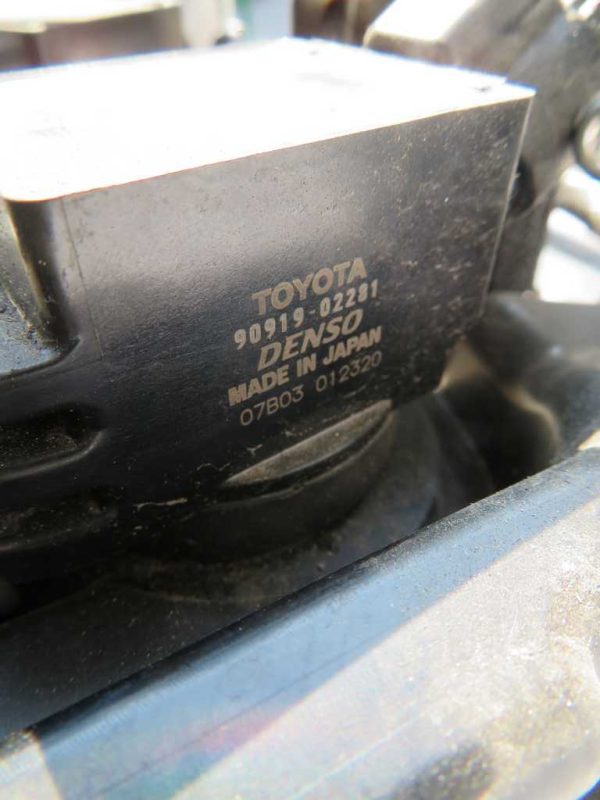 TOYOTA
90919-02281
DENSO
MADE IN JAPAN
07B03 012320